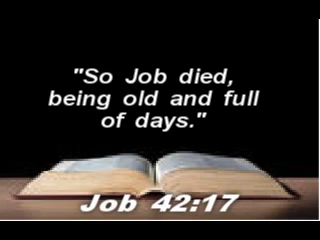 "So Job died,
being old and full
of days."
Job 42:17